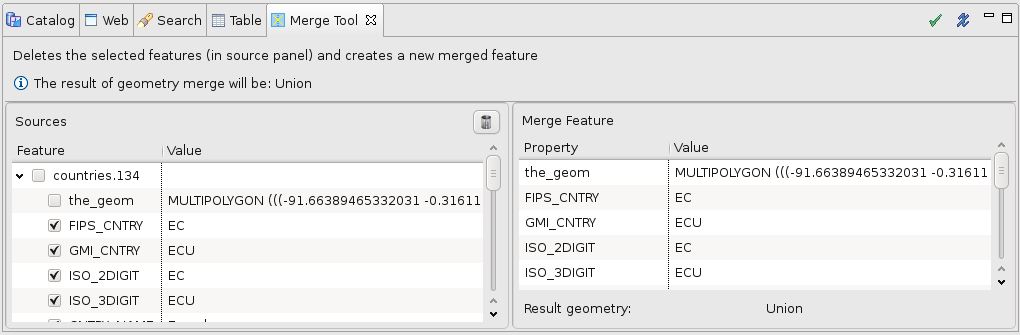 Catalog Web Search Table Merge Tool
Deletes the selected features (in source panel) and creates a new merged feature
The result of geometry merge will be: Union
Sources
Feature Value
countries.134
the_geom MULTIPOLYGON (((-91.66389465332031 -0.31611
FIPS_CNTRY EC
GMI_CNTRY ECU
ISO_2DIGIT EC
ISO_3DIGIT ECU
Merge Feature
Property Value
the_geom MULTIPOLYGON (((-91.66389465332031 -0.31611
FIPS_CNTRY EC
GMI_CNTRY ECU
ISO_2DIGIT EC
ISO_3DIGIT ECU
Result geometry: Union